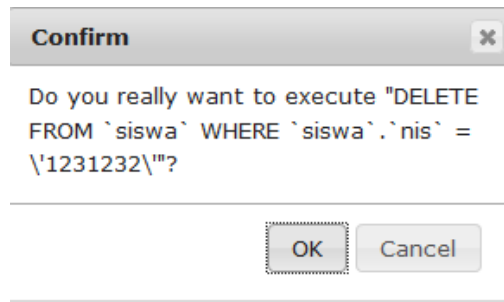 Confirm
Do you really want to execute "DELETE
FROM `siswa` WHERE `siswa`.`nis` =
\'1231232\'"?
OK
Cancel